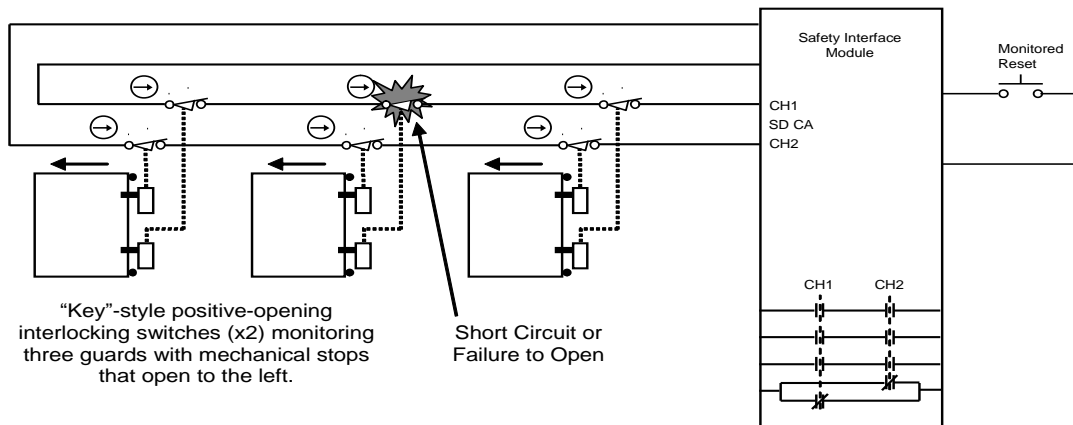 Safety Interface
Module
Monitored
Reset
CH1
SD CA
CH2
CH1 CH2
“Key”-style positive-opening
interlocking switches (x2) monitoring
three guards with mechanical stops
that open to the left.
Short Circuit or
Failure to Open